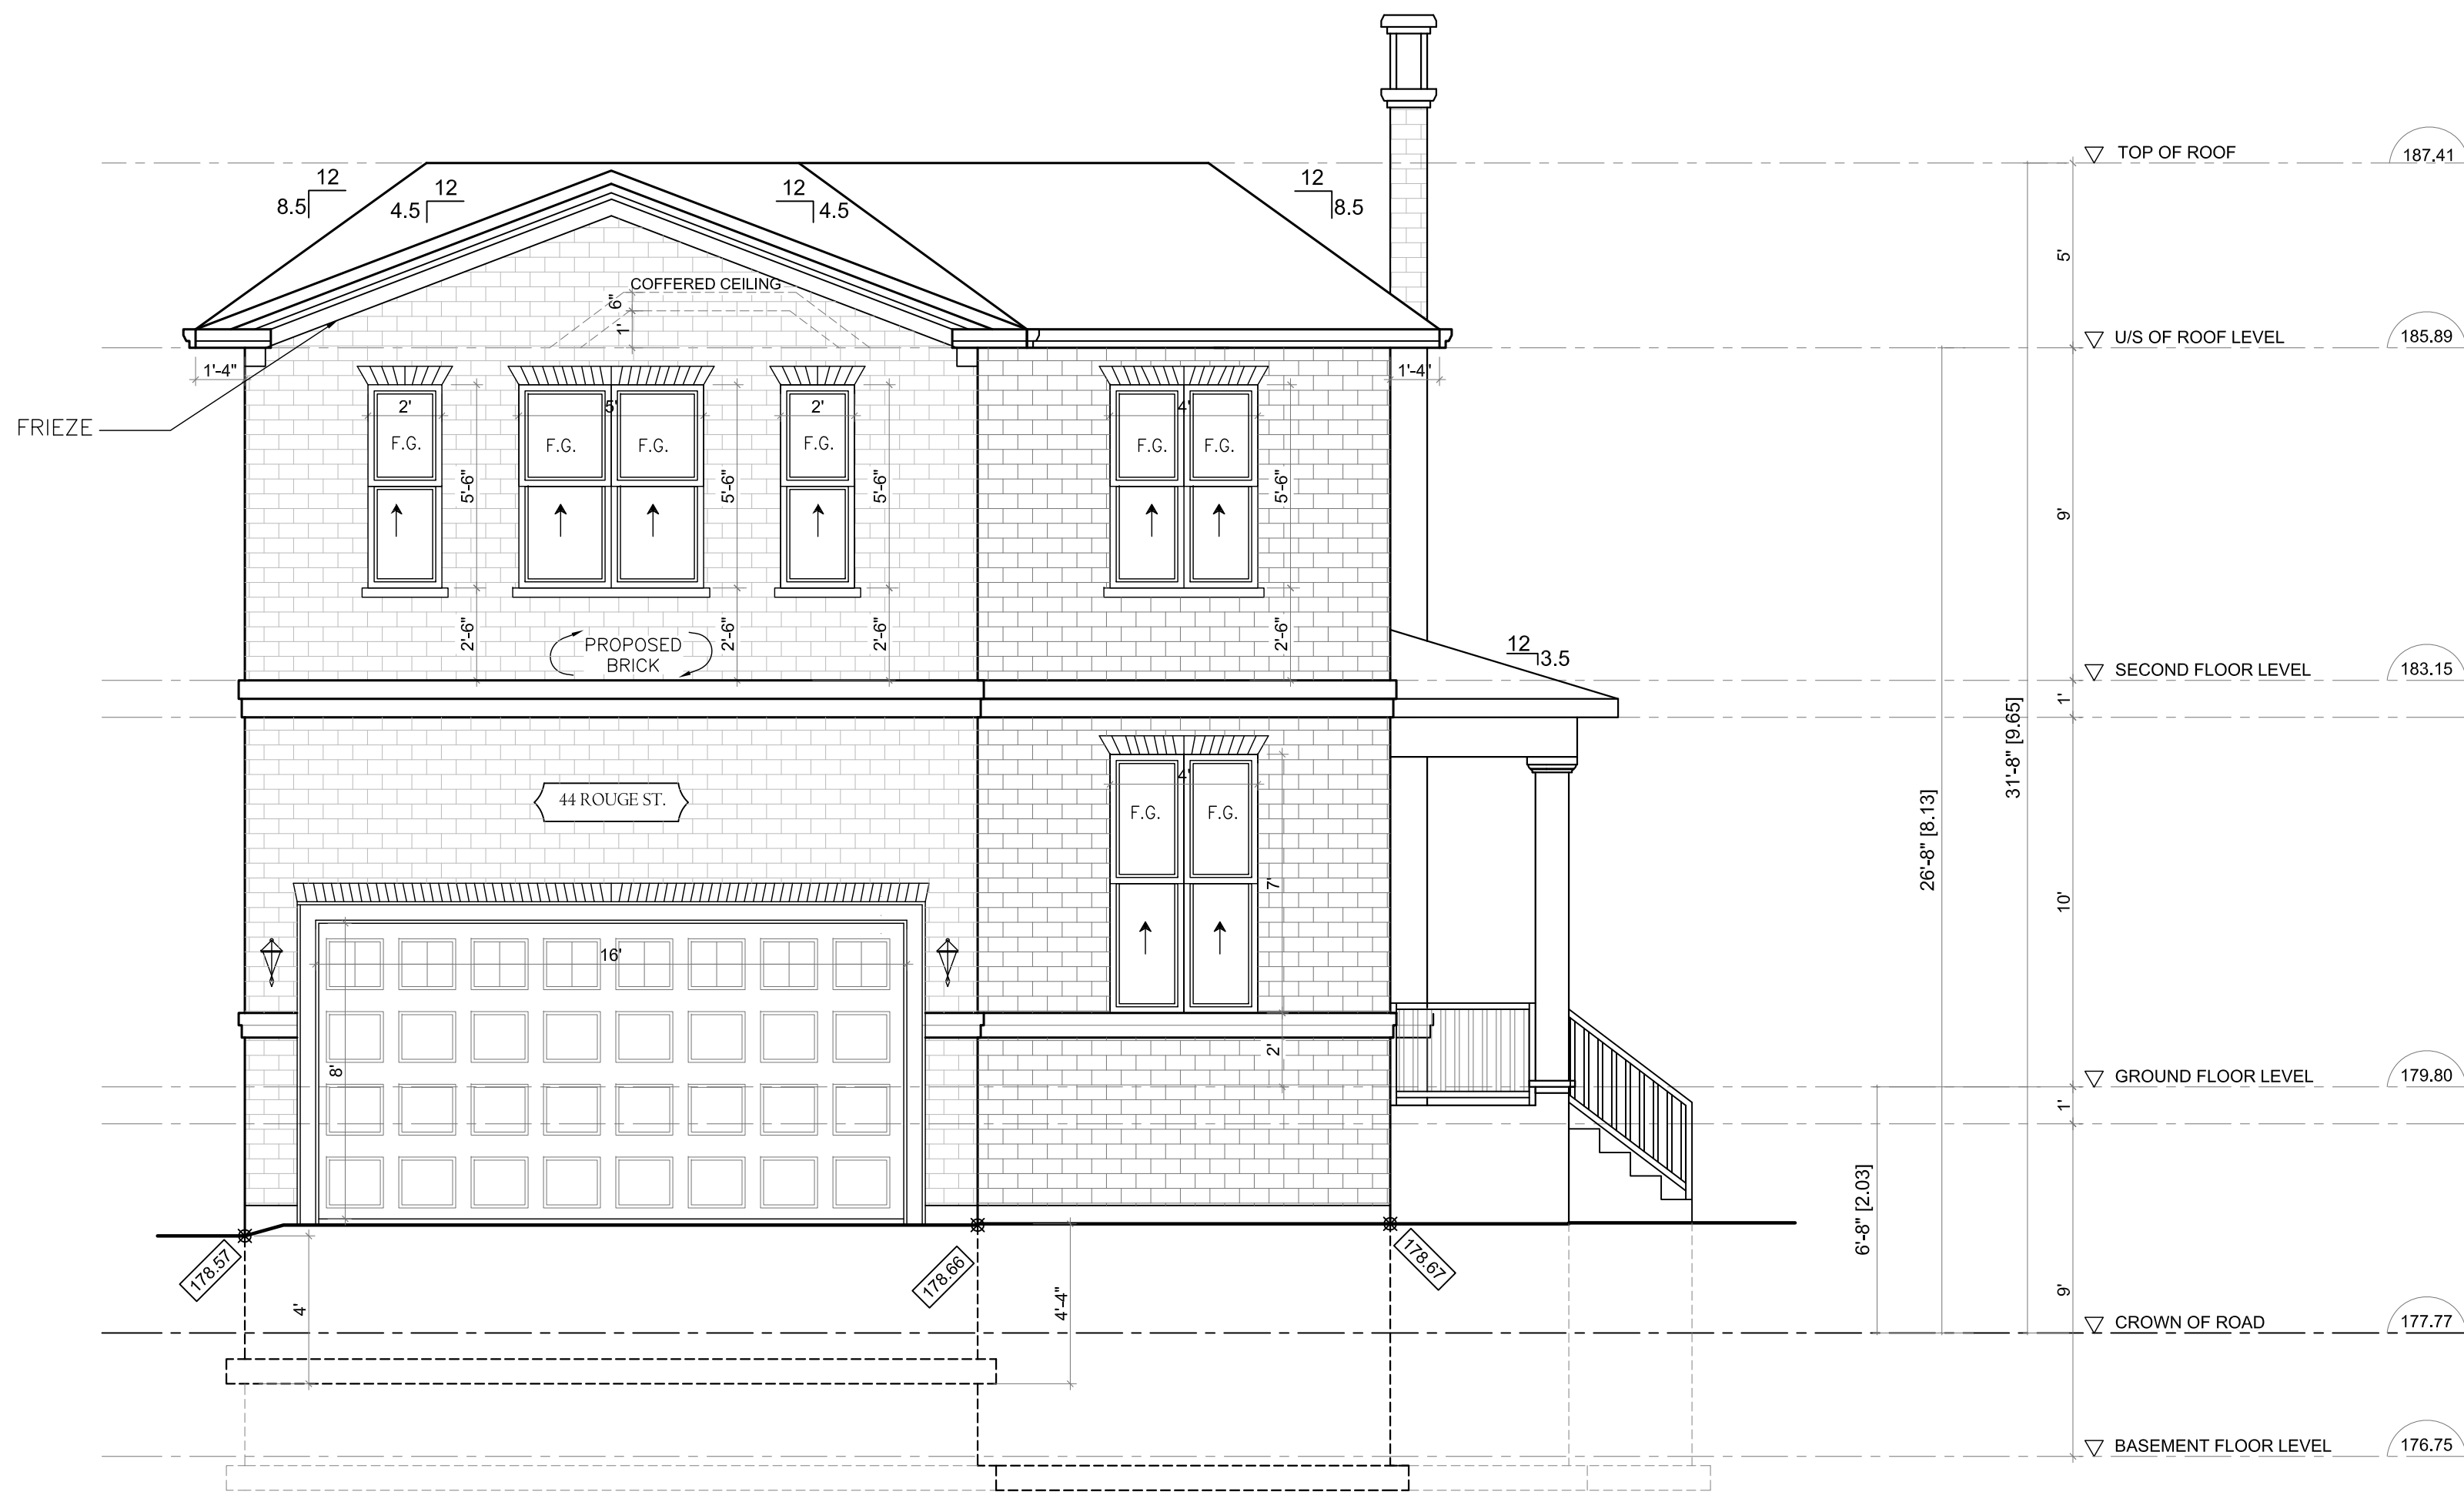 TOP OF ROOF
187.41
12
8.5
12
4.5
12
4.5
12
8.5
5'
COFFERED CEILING
6"
1'
U/S OF ROOF LEVEL
185.89
1'-4"
1'-4"
FRIEZE
2'
5'
2'
4'
F.G.
F.G.
F.G.
F.G.
F.G.
F.G.
5'-6"
5'-6"
5'-6"
5'-6"
9'
2'-6"
2'-6"
2'-6"
2'-6"
PROPOSED
BRICK
12
3.5
SECOND FLOOR LEVEL
183.15
1'
31'-8" [9.65]
26'-8" [8.13]
44 ROUGE ST.
4'
F.G.
F.G.
7'
10'
16'
8'
2'
GROUND FLOOR LEVEL
179.80
1'
6'-8" [2.03]
178.57
178.66
178.67
4'
4'-4"
9'
CROWN OF ROAD
177.77
BASEMENT FLOOR LEVEL
176.75